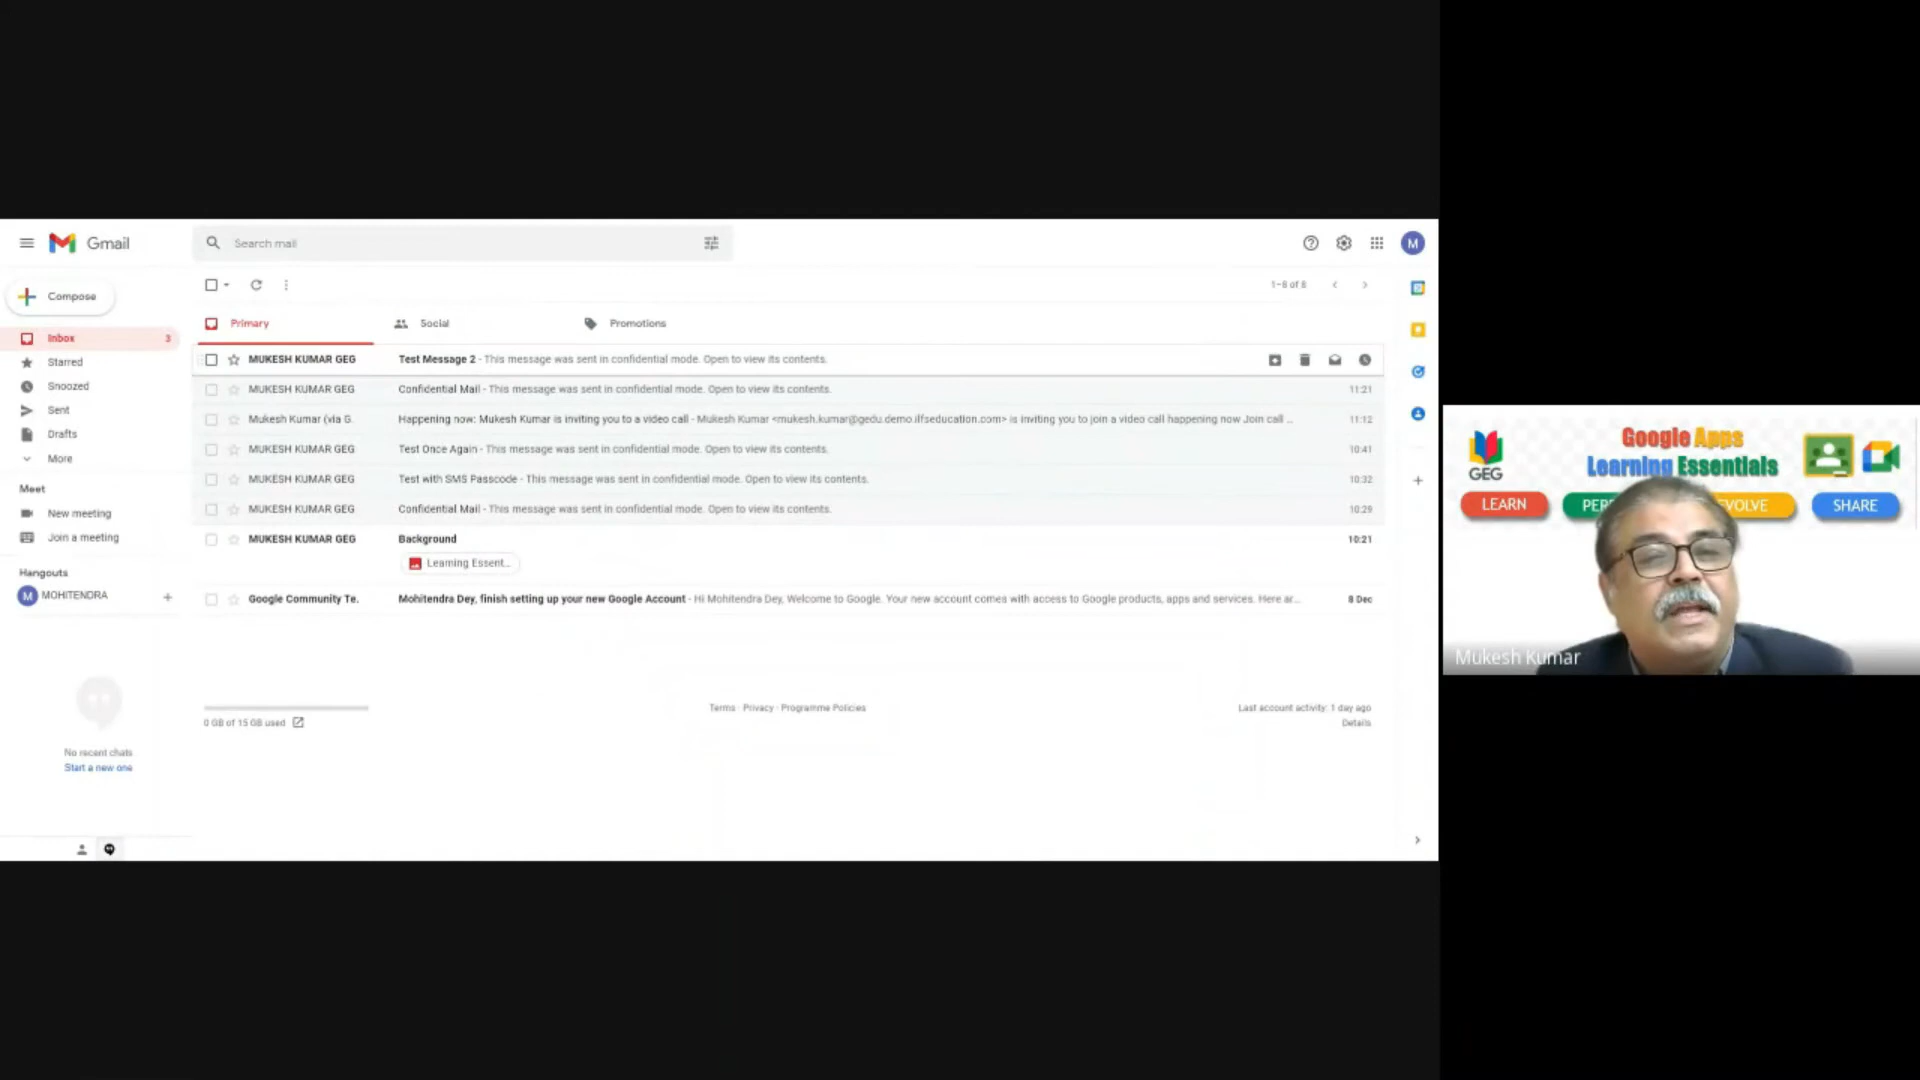 Gmail
Search mail
M
Compose
1–8 of 8
Inbox 3
Primary
Social
Promotions
Starred
Snoozed
Sent
Drafts
More
MUKESH KUMAR GEG Test Message 2 - This message was sent in confidential mode. Open to view its contents.
MUKESH KUMAR GEG Confidential Mail - This message was sent in confidential mode. Open to view its contents. 11:21
Mukesh Kumar (via G. Happening now: Mukesh Kumar is inviting you to a video call - Mukesh Kumar <mukesh.kumar@gedu.demo.ilfseducation.com> is inviting you to join a video call happening now Join call ... 11:12
MUKESH KUMAR GEG Test Once Again - This message was sent in confidential mode. Open to view its contents. 10:41
MUKESH KUMAR GEG Test with SMS Passcode - This message was sent in confidential mode. Open to view its contents. 10:32
MUKESH KUMAR GEG Confidential Mail - This message was sent in confidential mode. Open to view its contents. 10:29
MUKESH KUMAR GEG Background 10:21
Learning Essent...
Google Community Te. Mohitendra Dey, finish setting up your new Google Account - Hi Mohitendra Dey, Welcome to Google. Your new account comes with access to Google products, apps and services. Here ar... 8 Dec
Meet
New meeting
Join a meeting
Hangouts
M MOHITENDRA
No recent chats
Start a new one
0 GB of 15 GB used
Terms · Privacy · Programme Policies
Last account activity: 1 day ago
Details
Google Apps
Learning Essentials
GEG
LEARN
PER
VOLVE
SHARE
Mukesh Kumar